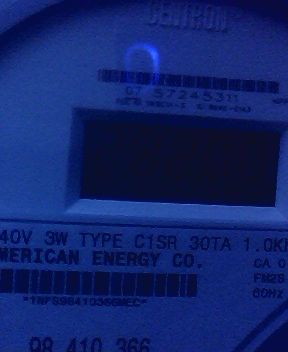 CENTRON
07 57245311
40V 3W TYPE C1SR 30TA 1.0K
MERICAN ENERGY CO.
CA 0
FM2S
60Hz
98 410 366